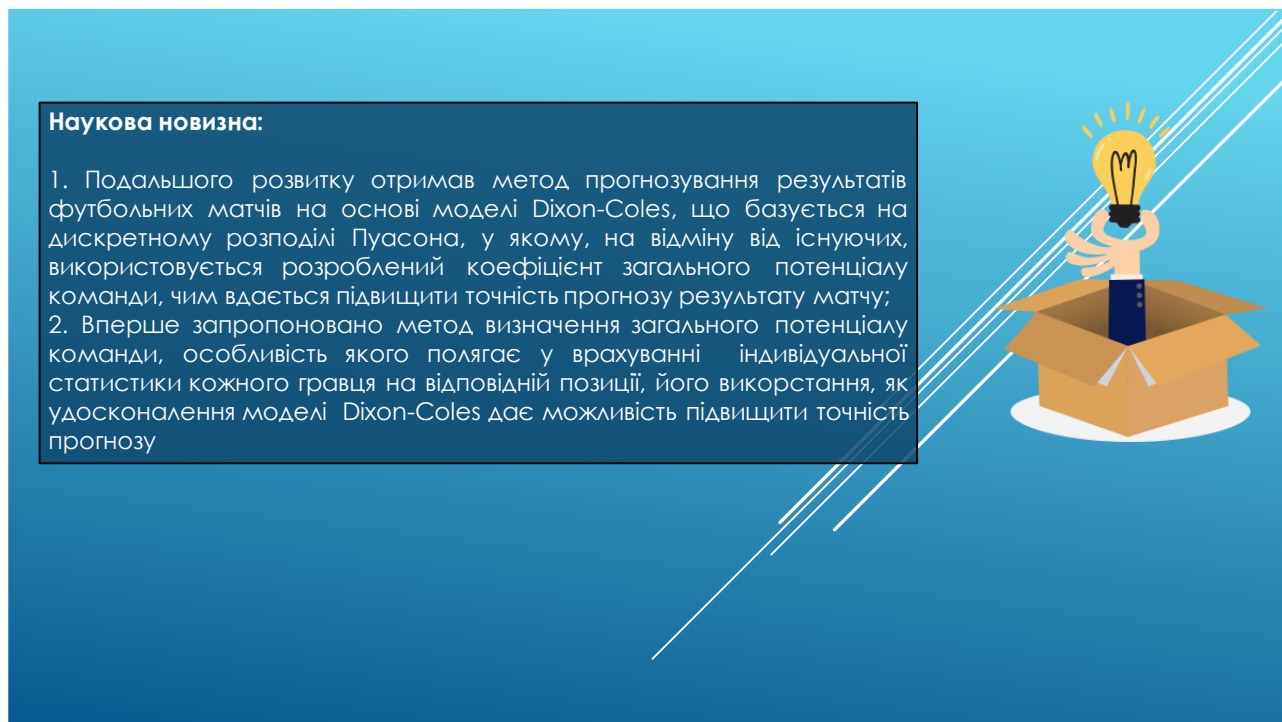 Наукова новизна:
1. Подальшого розвитку отримав метод прогнозування результатів
футбольних матчів на основі моделі Dixon-Coles, що базується на
дискретному розподілі Пуасона, у якому, на відміну від існуючих,
використовується розроблений коефіцієнт загального потенціалу
команди, чим вдається підвищити точність прогнозу результату матчу;
2. Вперше запропоновано метод визначення загального потенціалу
команди, особливість якого полягає у врахуванні індивідуальної
статистики кожного гравця на відповідній позиції, його викорстання, як
удосконалення моделі Dixon-Coles дає можливість підвищити точність
прогнозу